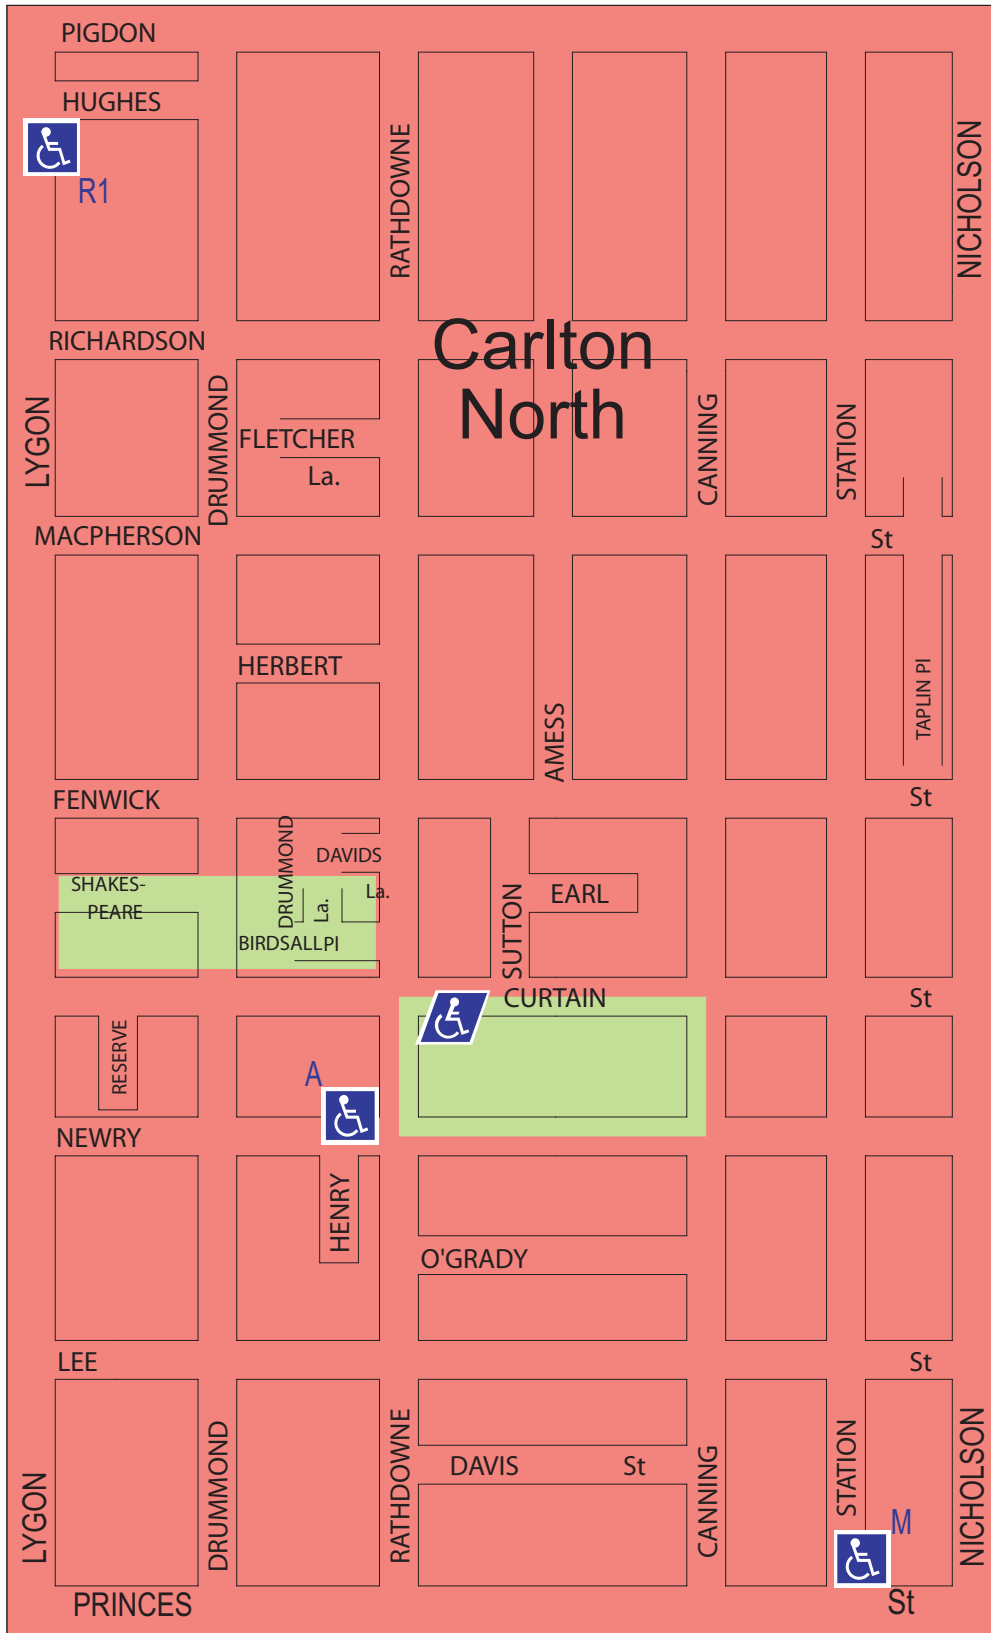 PIGDON
HUGHES
R1
RATHDOWNE
NICHOLSON
RICHARDSON
Carlton
North
LYGON
DRUMMOND
FLETCHER
La.
CANNING
STATION
MACPHERSON
St
HERBERT
TAPLIN Pl
AMESS
FENWICK
St
DRUMMOND
La.
DAVIDS
La.
SHAKES-
PEARE
EARL
BIRDSALL Pl
SUTTON
CURTAIN
St
RESERVE
A
NEWRY
HENRY
O'GRADY
LEE
St
LYGON
DRUMMOND
RATHDOWNE
DAVIS St
CANNING
STATION
M
NICHOLSON
PRINCES
St